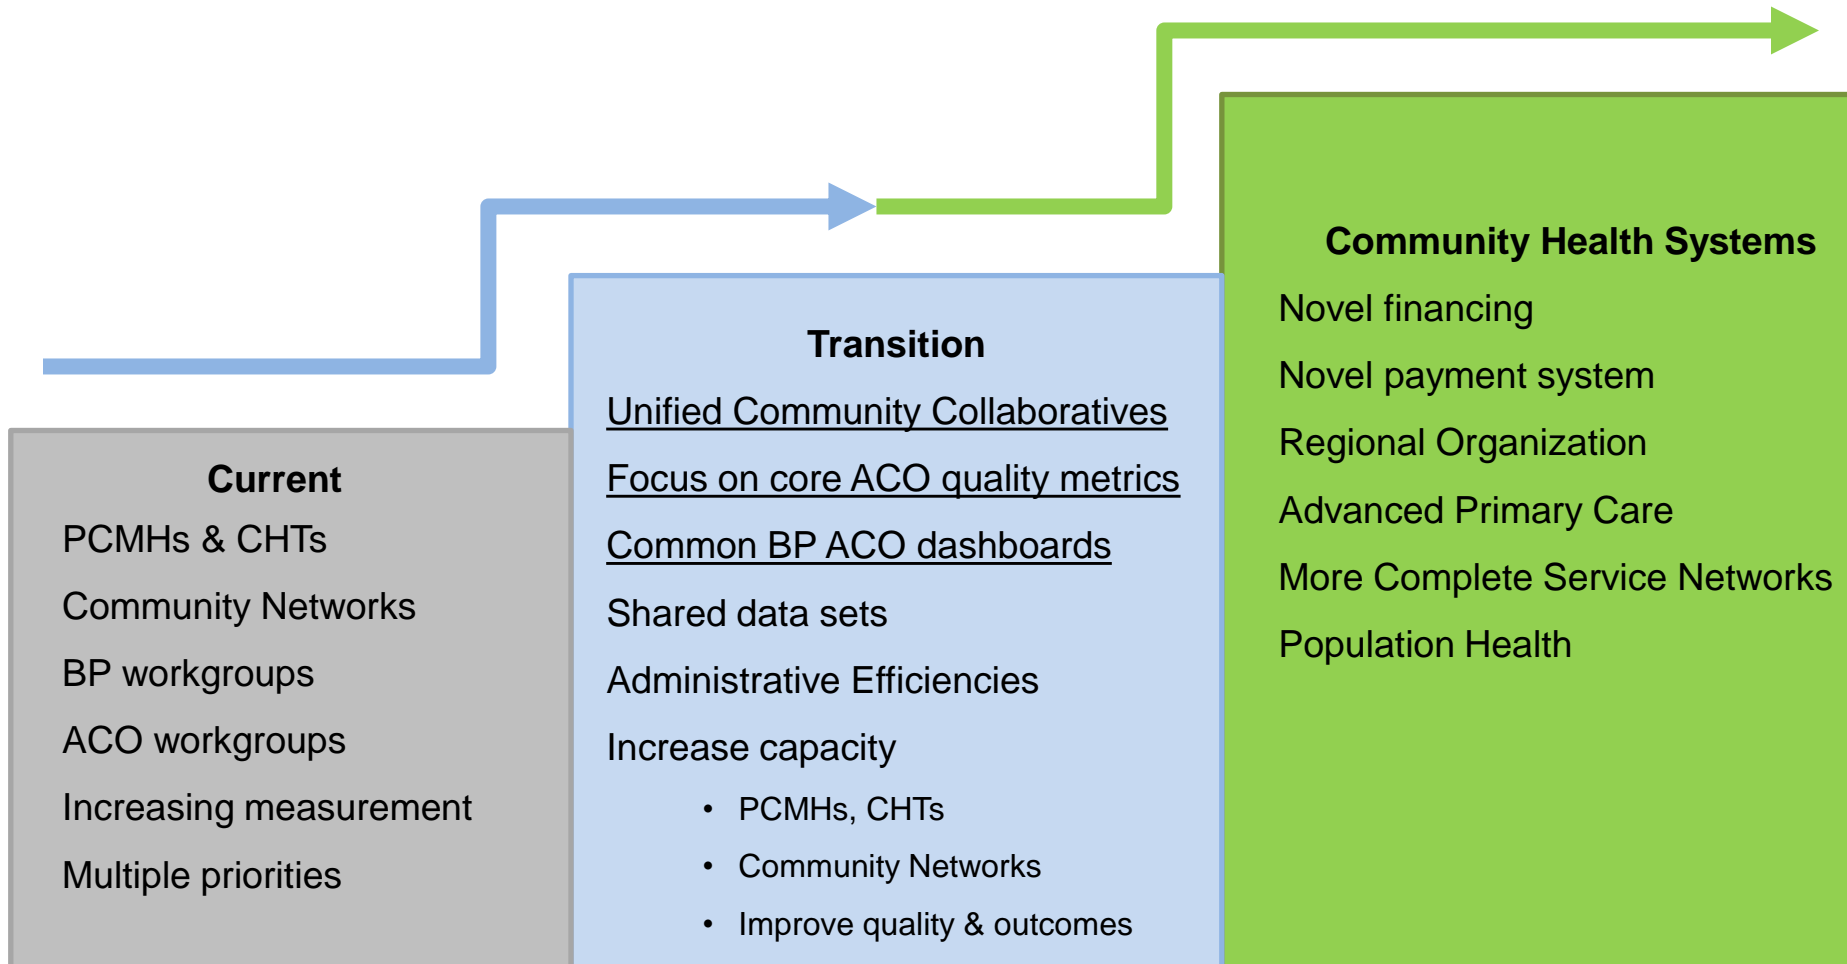 Current
PCMHs & CHTs
Community Networks
BP workgroups
ACO workgroups
Increasing measurement
Multiple priorities
Transition
Unified Community Collaboratives
Focus on core ACO quality metrics
Common BP ACO dashboards
Shared data sets
Administrative Efficiencies
Increase capacity
• PCMHs, CHTs
• Community Networks
• Improve quality & outcomes
Community Health Systems
Novel financing
Novel payment system
Regional Organization
Advanced Primary Care
More Complete Service Networks
Population Health